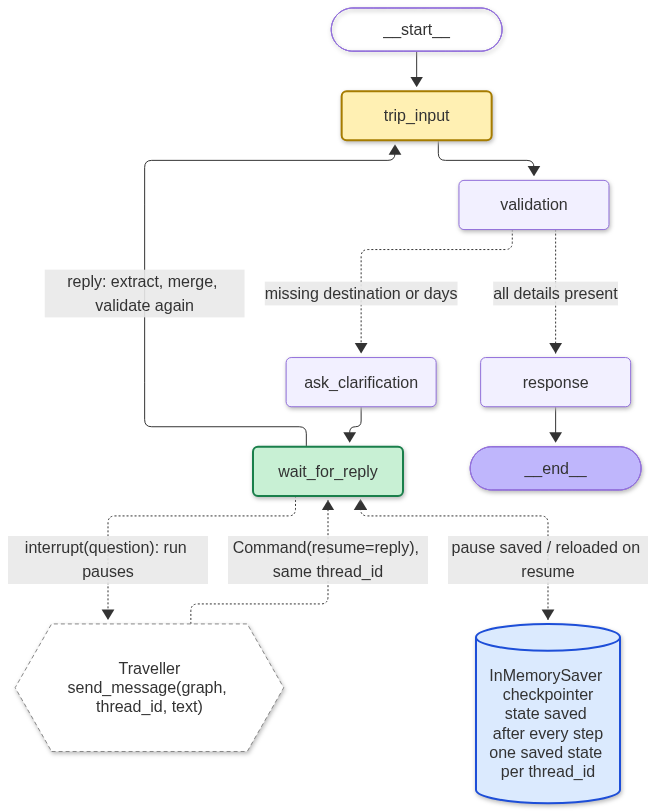 __start__
trip_input
validation
reply: extract, merge,
validate again
missing destination or days
all details present
ask_clarification
response
wait_for_reply
__end__
interrupt(question): run
pauses
Command(resume=reply),
same thread_id
pause saved / reloaded on
resume
Traveller
send_message(graph,
thread_id, text)
InMemorySaver
checkpointer
state saved
after every step
one saved state
per thread_id